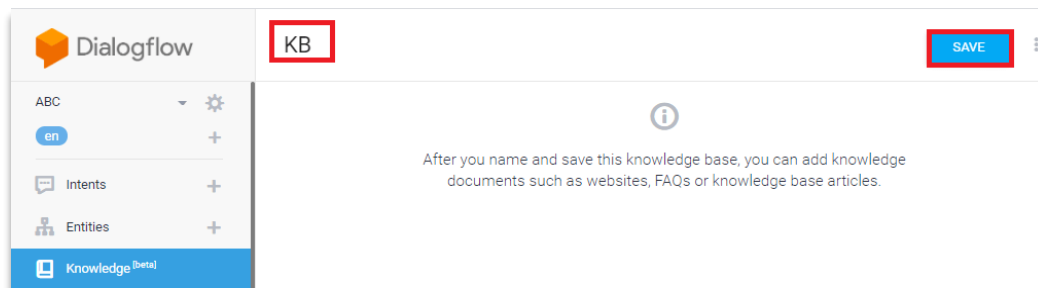 Dialogflow
KB
SAVE
ABC
en
After you name and save this knowledge base, you can add knowledge
documents such as websites, FAQs or knowledge base articles.
Intents
Entities
Knowledge [beta]